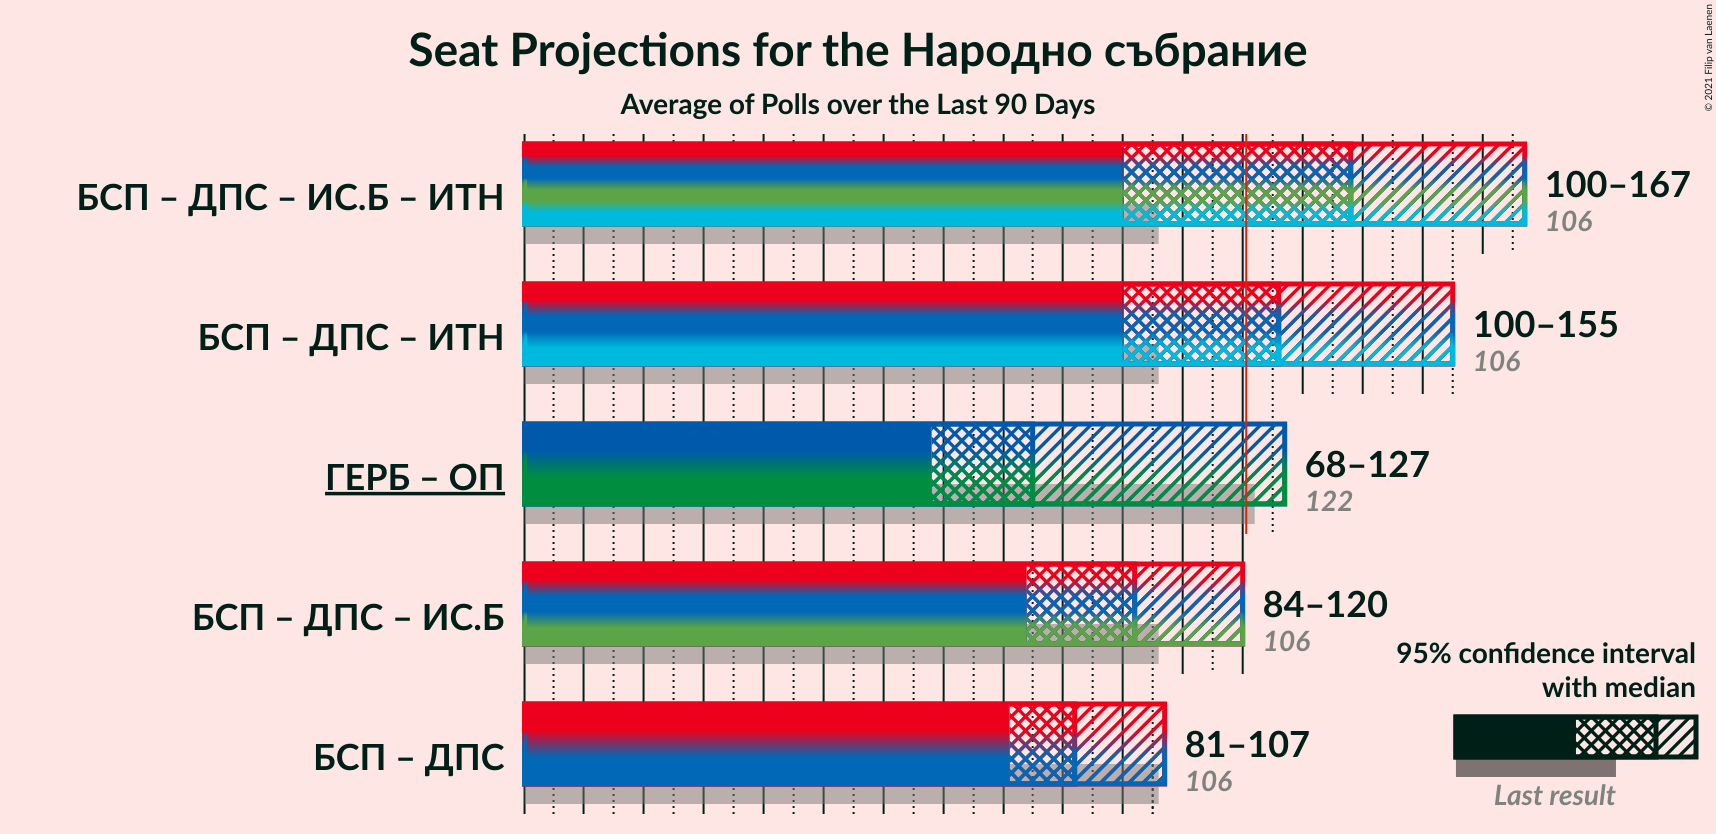 Seat Projections for the Народно събрание
Average of Polls over the Last 90 Days
© 2021 Filip van Laenen
БСП – ДПС – ИС.Б – ИТН
100–167
106
БСП – ДПС – ИТН
100–155
106
ГЕРБ – ОП
68–127
122
БСП – ДПС – ИС.Б
84–120
106
БСП – ДПС
81–107
106
95% confidence interval
with median
Last result